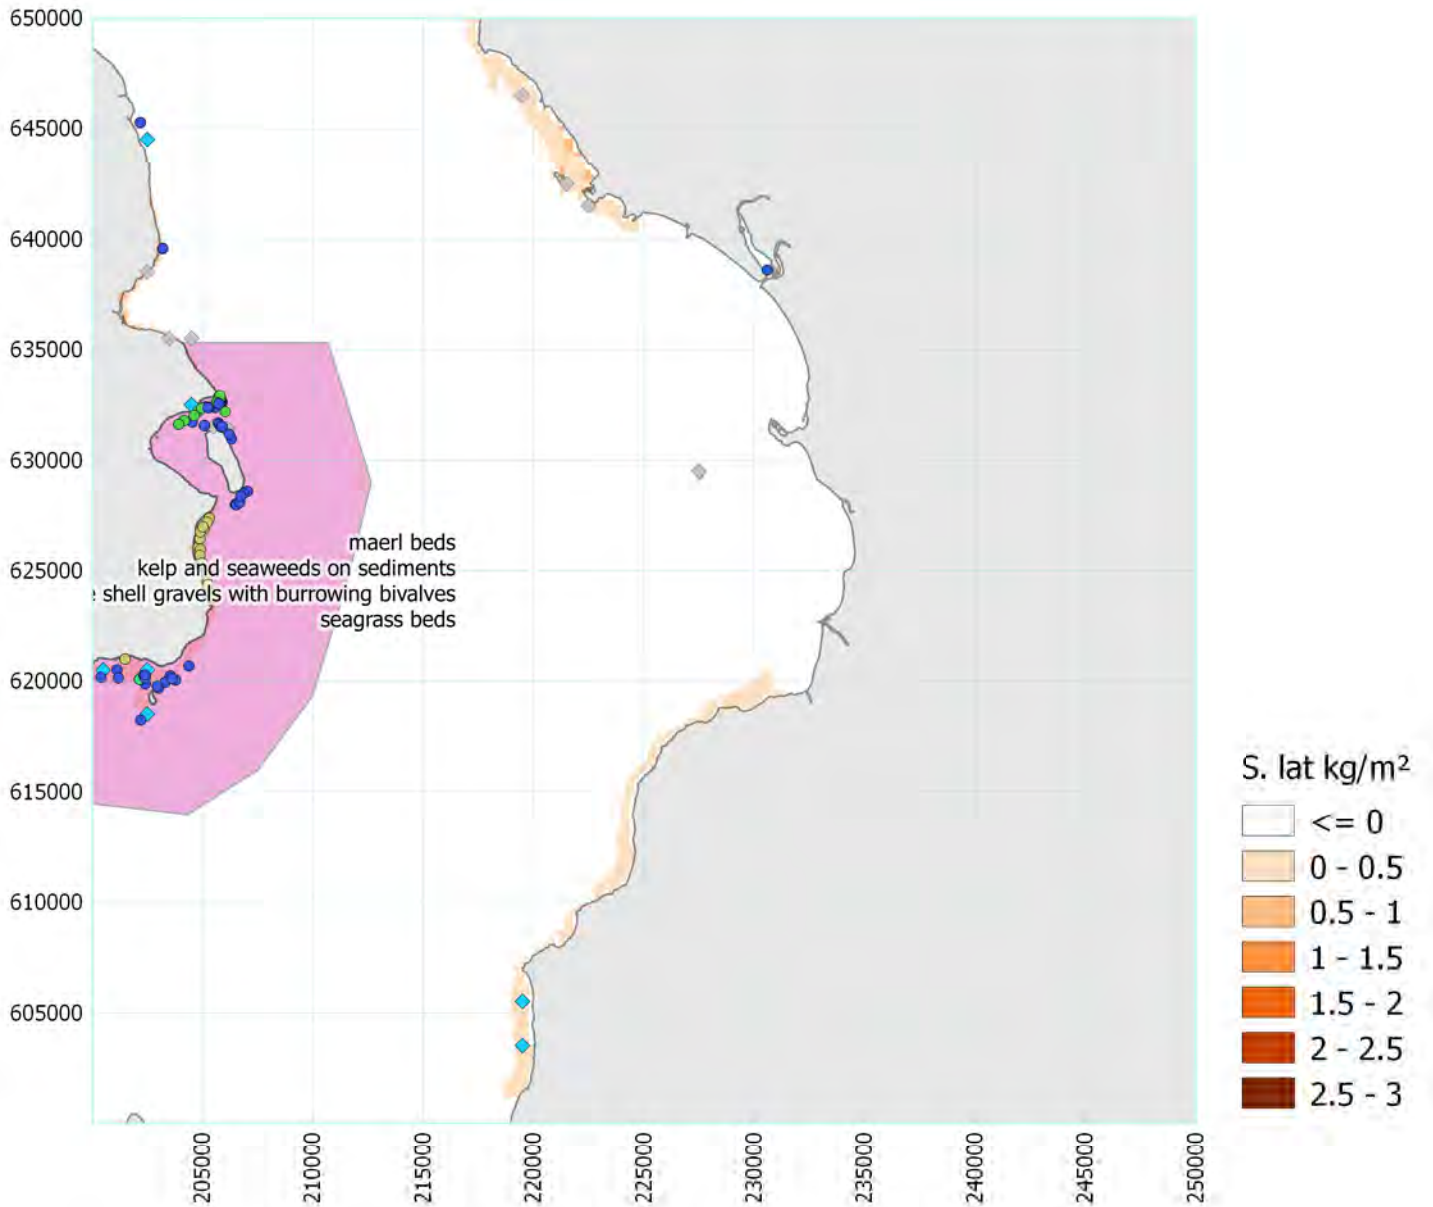 650000
645000
640000
635000
630000
625000
620000
615000
610000
605000
maerl beds
kelp and seaweeds on sediments
shell gravels with burrowing bivalves
seagrass beds
S. lat kg/m²
<= 0
0 - 0.5
0.5 - 1
1 - 1.5
1.5 - 2
2 - 2.5
2.5 - 3
205000
210000
215000
220000
225000
230000
235000
240000
245000
250000